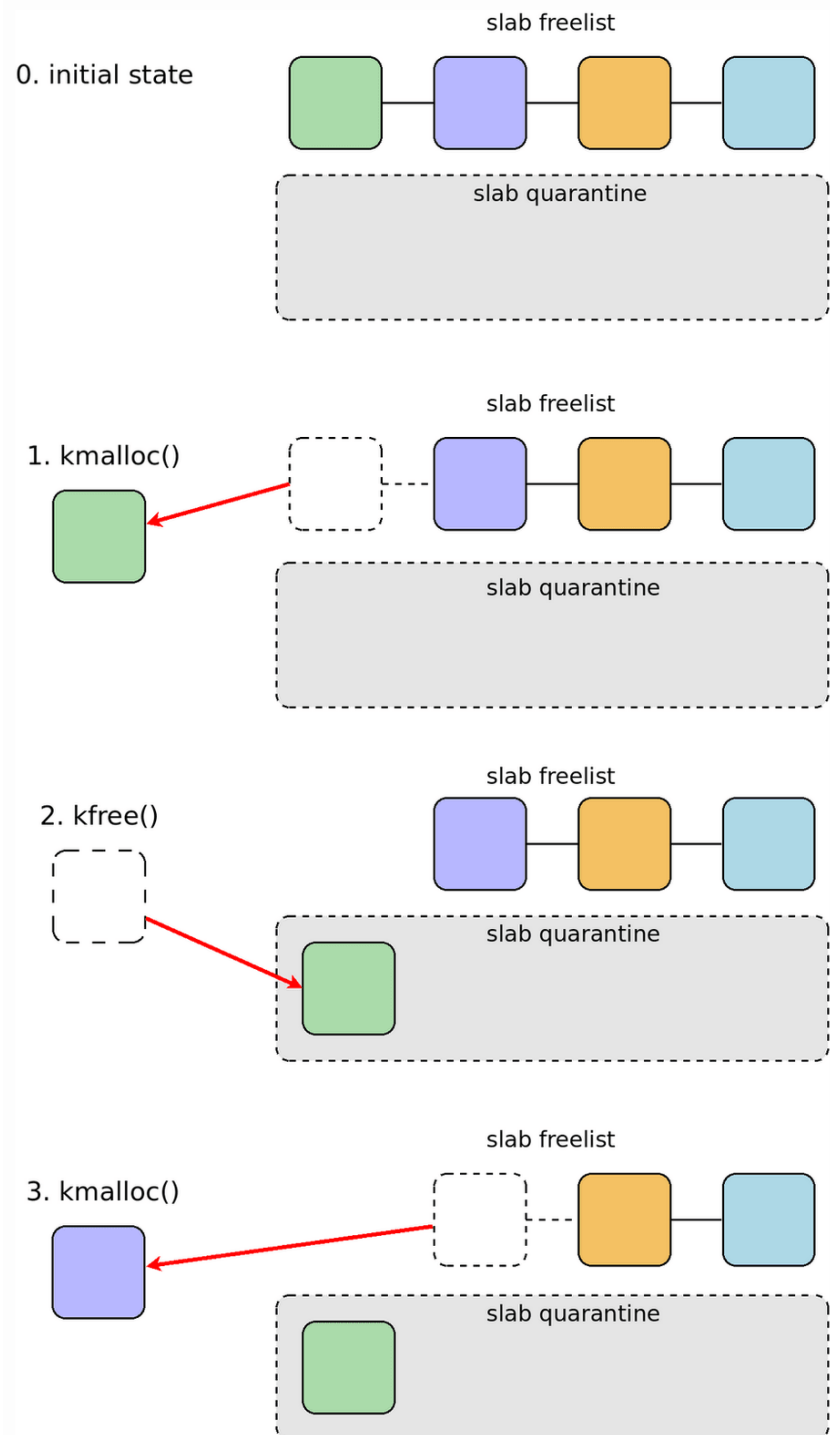 slab freelist
0. initial state
slab quarantine
slab freelist
1. kmalloc()
slab quarantine
slab freelist
2. kfree()
slab quarantine
slab freelist
3. kmalloc()
slab quarantine